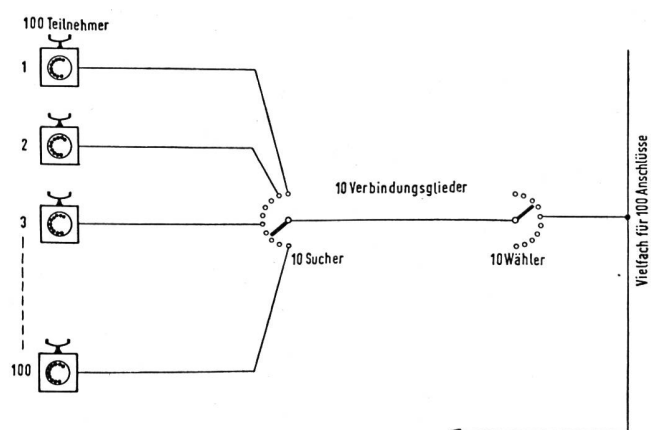 100 Teilnehmer
1
2
3
100
10 Verbindungsglieder
10 Sucher
10 Wähler
Vielfach für 100 Anschlüsse